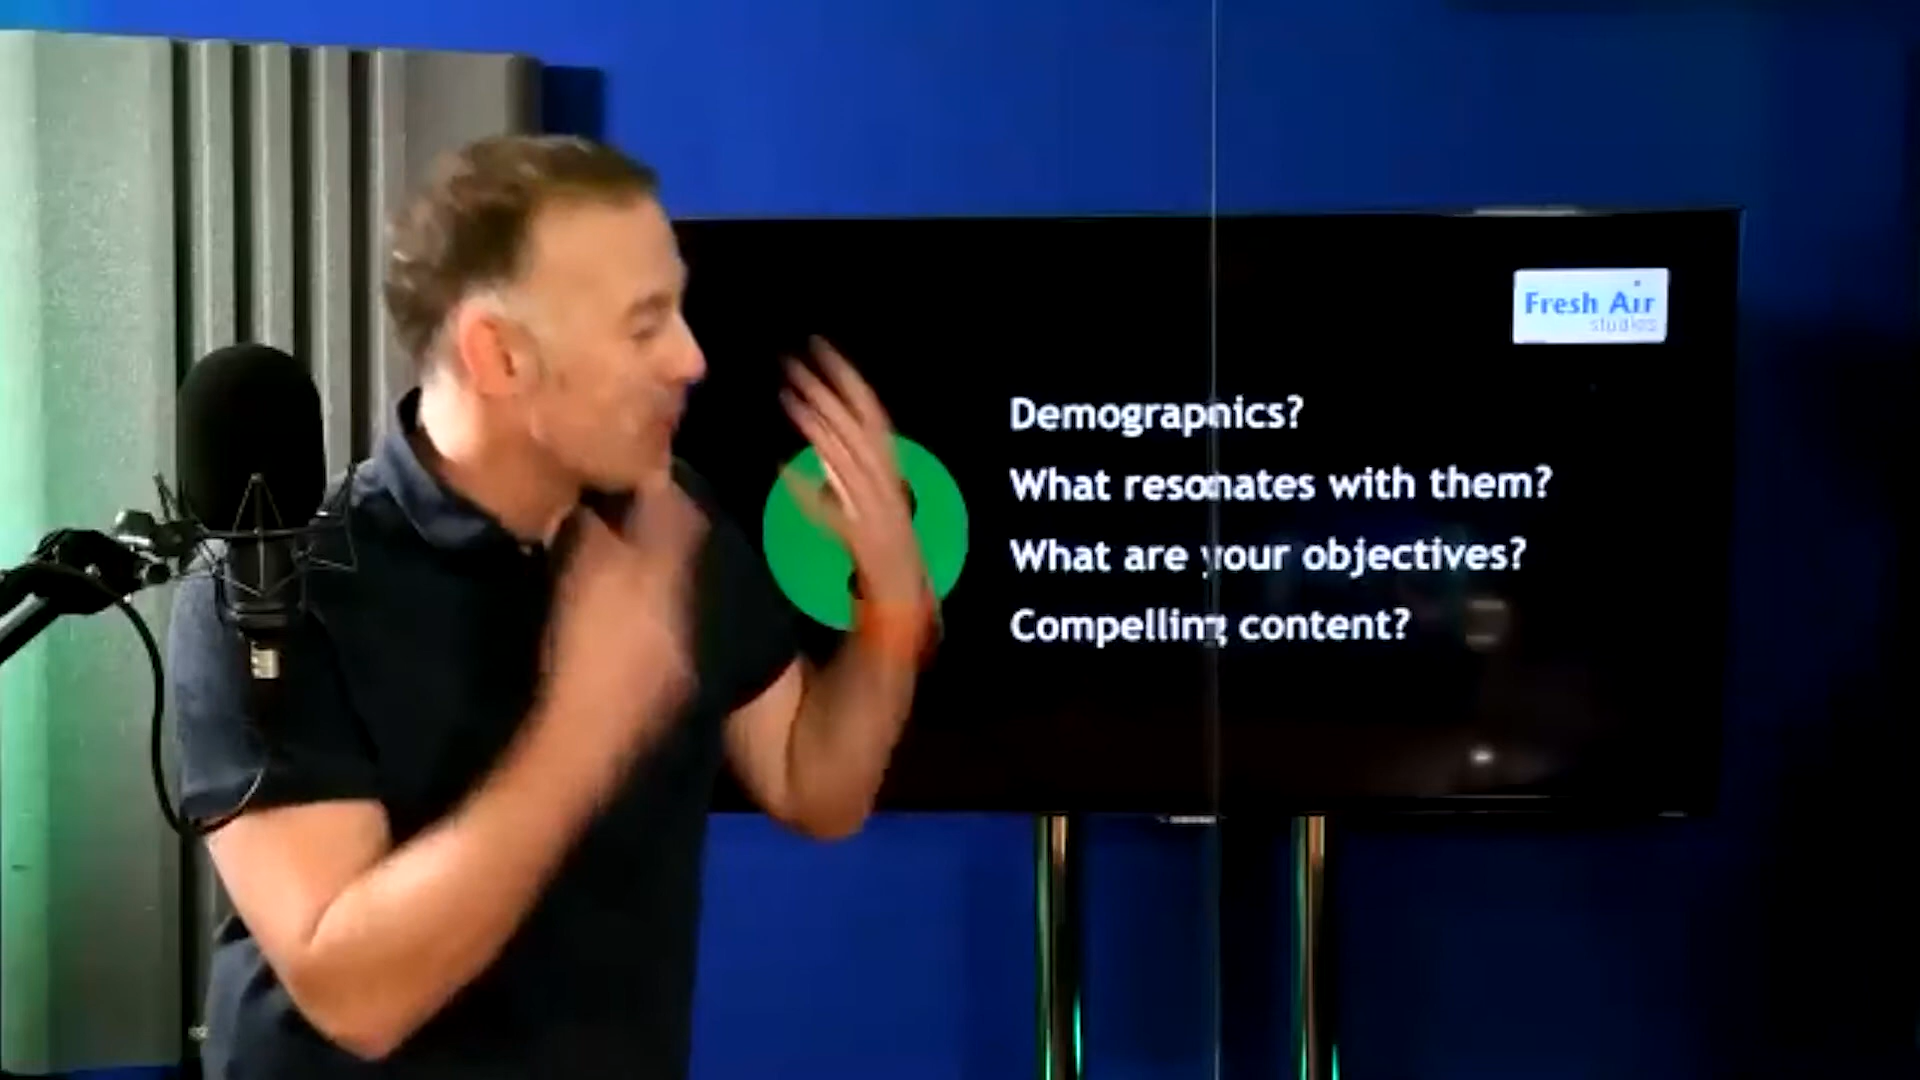 Fresh Air
studios
Demographics?
What resonates with them?
What are your objectives?
Compelling content?